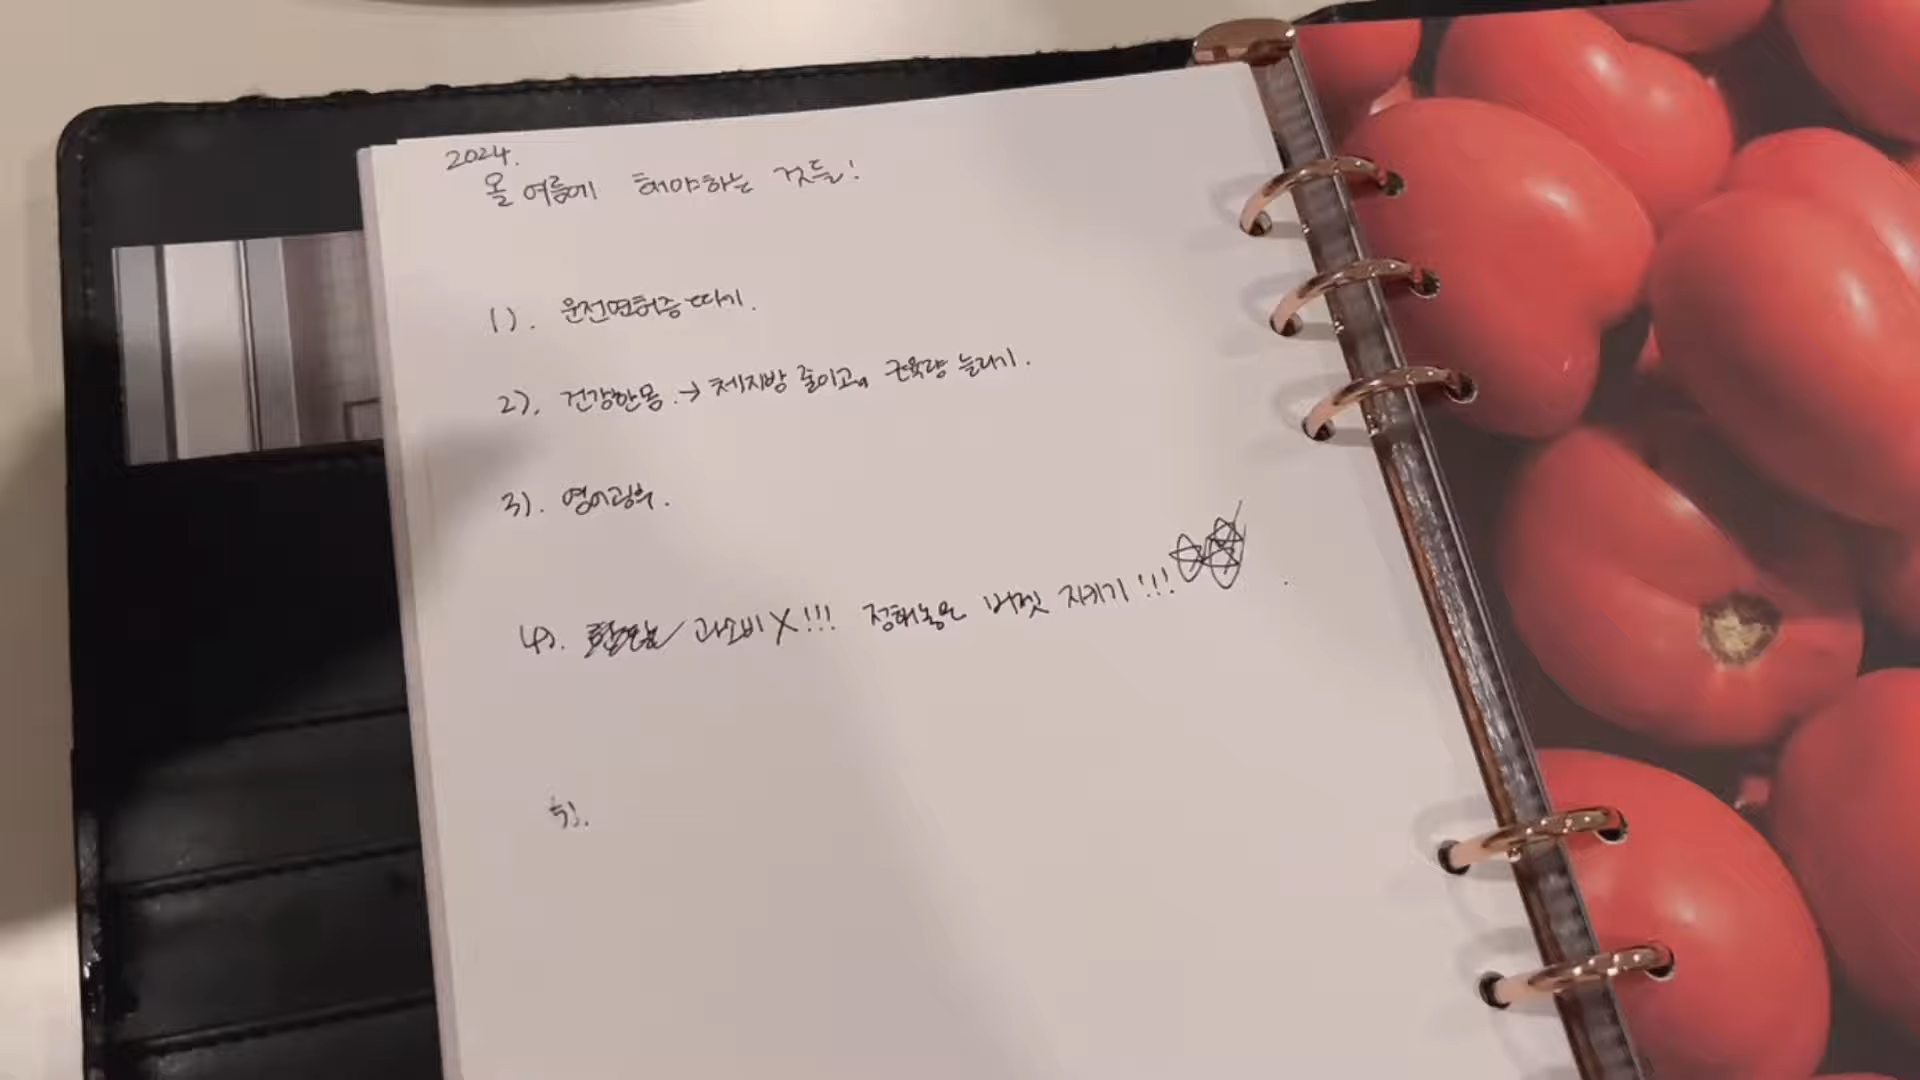 2024.
올 여름에 해야하는 것들!
1). 운전면허증 따기.
2). 건강한몸. → 체지방 줄이고, 근육량 늘리기.
3). 영어공부.
4). 과소비X!!! 정해놓은 버젯 지키기!!! ☆☆☆
5).